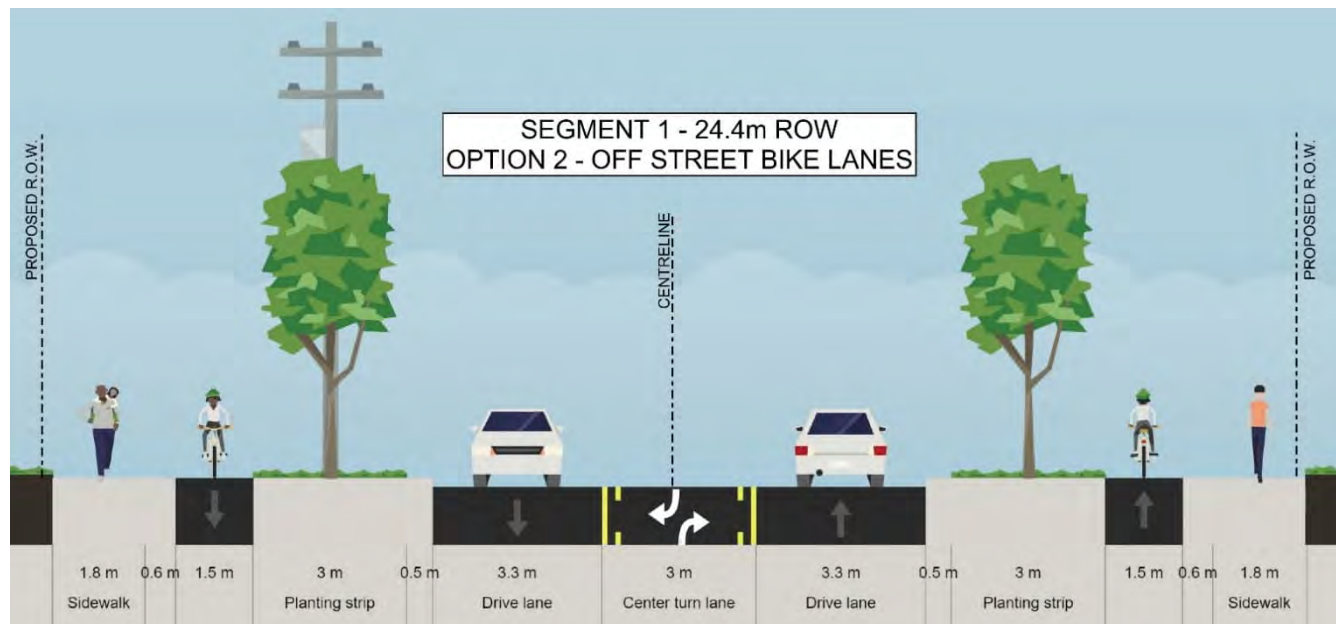 SEGMENT 1 - 24.4m ROW
OPTION 2 - OFF STREET BIKE LANES
PROPOSED R.O.W.
CENTRELINE
PROPOSED R.O.W.
1.8 m 0.6 m 1.5 m 3 m 0.5 m 3.3 m 3 m 3.3 m 0.5 m 3 m 1.5 m 0.6 m 1.8 m
Sidewalk Planting strip Drive lane Center turn lane Drive lane Planting strip Sidewalk